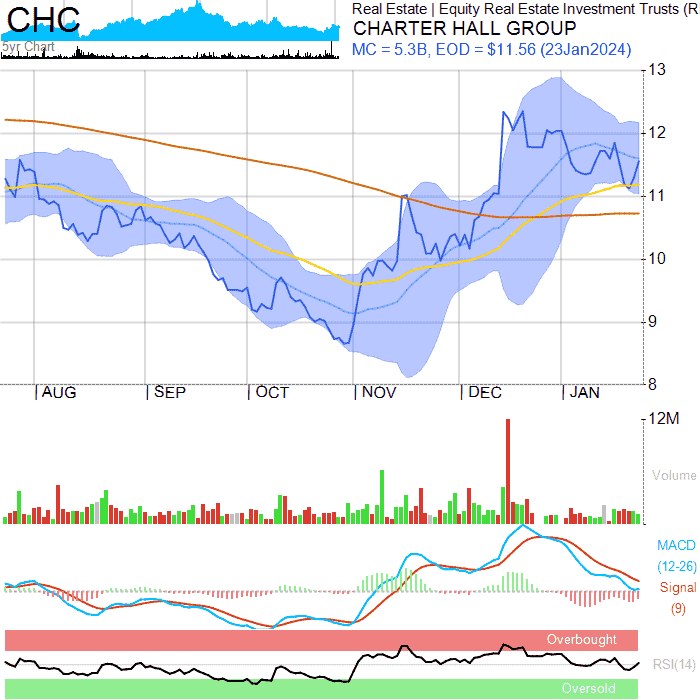 CHC
5yr Chart
Real Estate | Equity Real Estate Investment Trusts (R
CHARTER HALL GROUP
MC = 5.3B, EOD = $11.56 (23Jan2024)
13
12
11
10
9
8
AUG
SEP
OCT
NOV
DEC
JAN
12M
Volume
MACD
(12-26)
Signal
(9)
Overbought
RSI(14)
Oversold